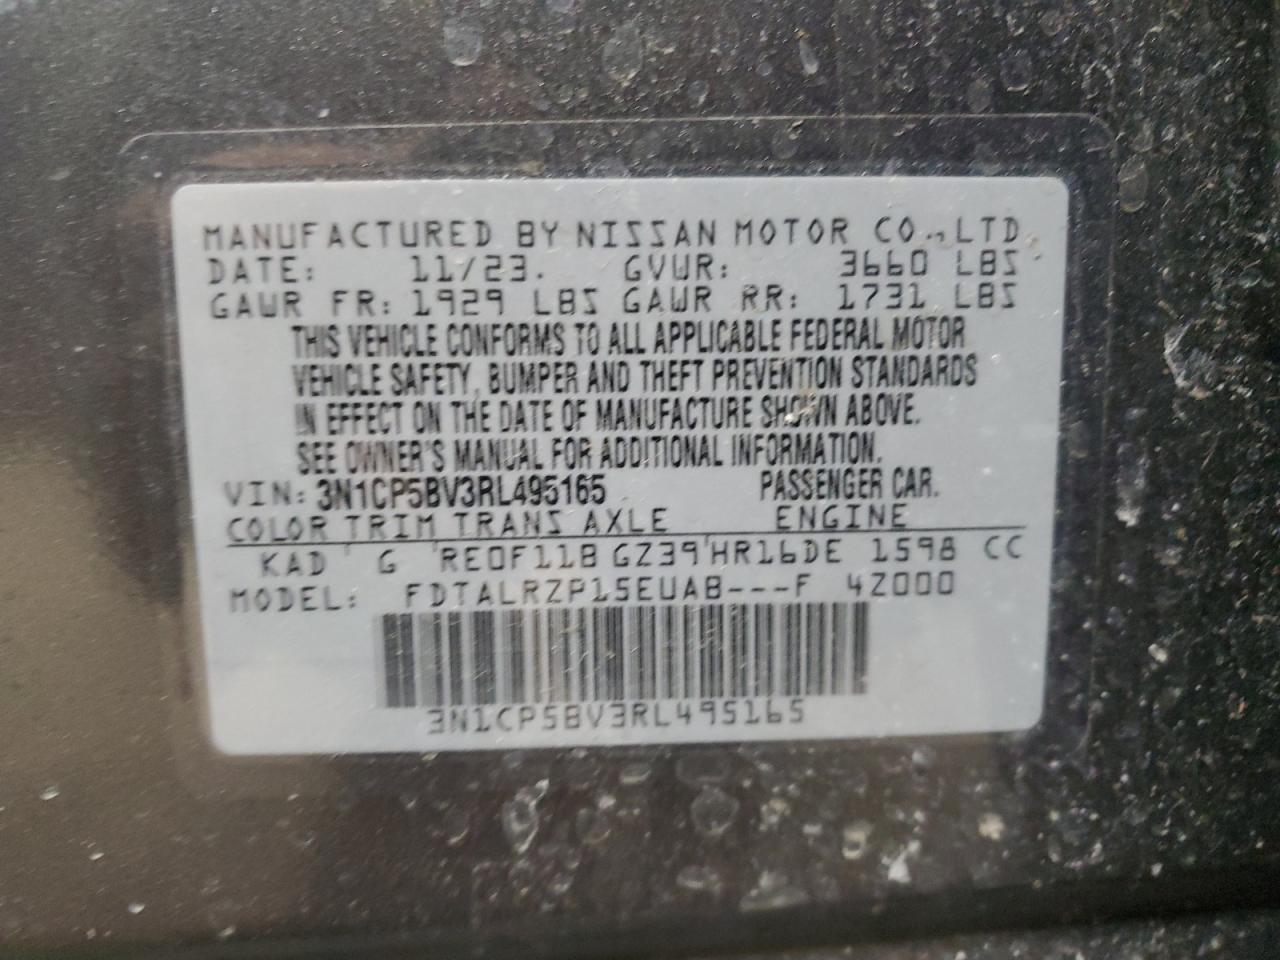 MANUFACTURED BY NISSAN MOTOR CO., LTD.
DATE: 11/23. GVWR: 3660 LBS
GAWR FR: 1929 LBS GAWR RR: 1731 LBS
THIS VEHICLE CONFORMS TO ALL APPLICABLE FEDERAL MOTOR
VEHICLE SAFETY, BUMPER AND THEFT PREVENTION STANDARDS
IN EFFECT ON THE DATE OF MANUFACTURE SHOWN ABOVE.
SEE OWNER'S MANUAL FOR ADDITIONAL INFORMATION.
VIN: 3N1CP5BV3RL495165 PASSENGER CAR.
COLOR TRIM TRANS AXLE ENGINE
KAD G RE0F11B GZ39 HR16DE 1598 CC
MODEL: FDTALRZP15EUAB---F 4Z000
3N1CP5BV3RL495165